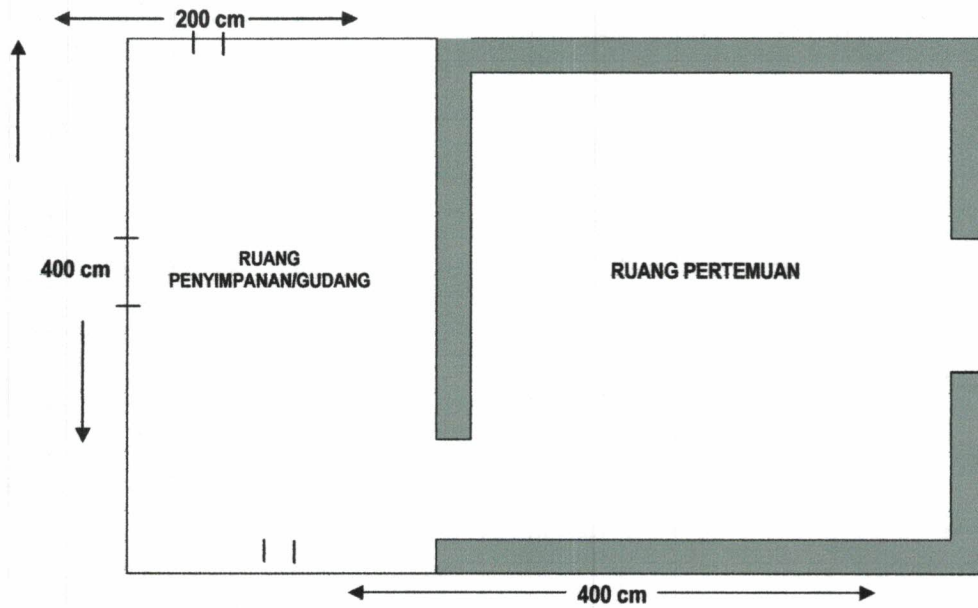 200 cm
400 cm
RUANG
PENYIMPANAN/GUDANG
RUANG PERTEMUAN
400 cm